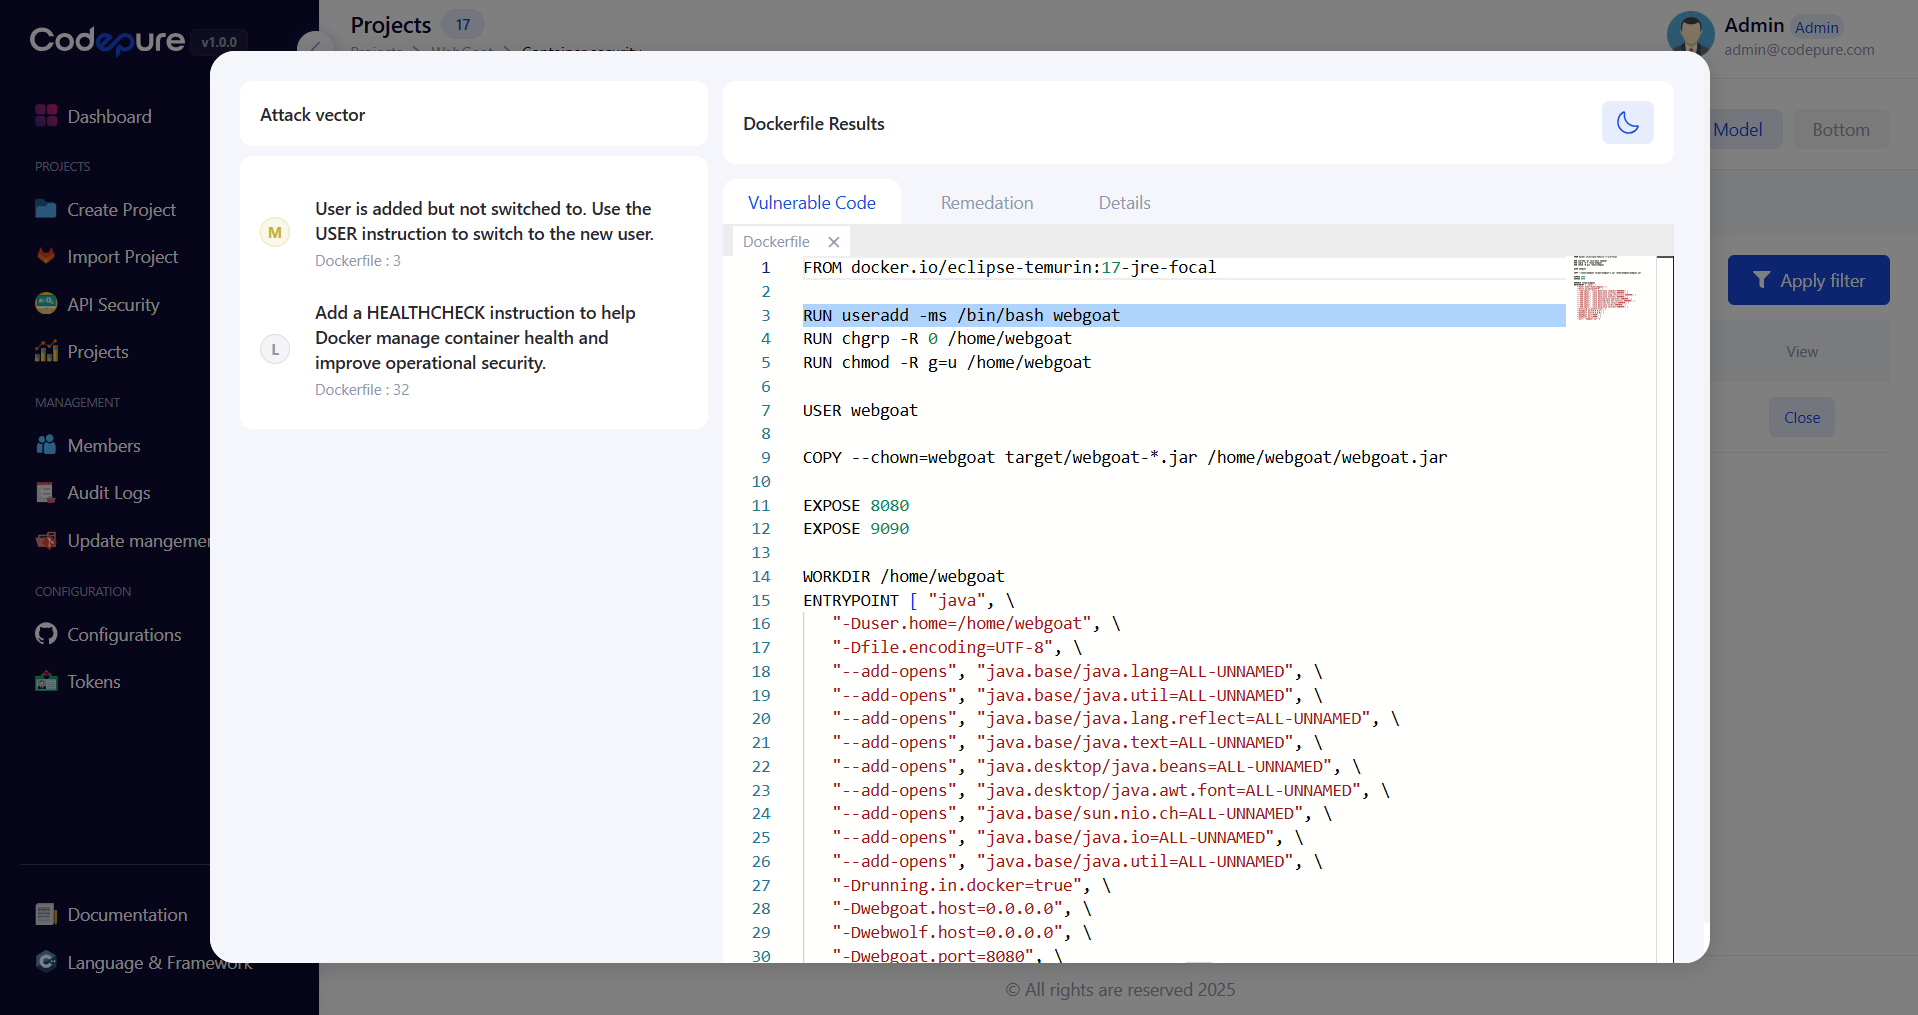 Codepure v1.0.0
Dashboard
PROJECTS
Create Project
Import Project
API Security
Projects
MANAGEMENT
Members
Audit Logs
Update mangemen
CONFIGURATION
Configurations
Tokens
Documentation
Language & Framework
Projects 17
Projects > WebGoat > Container security
Admin Admin
admin@codepure.com
Model
Bottom
Apply filter
View
Close
Attack vector
M
User is added but not switched to. Use the
USER instruction to switch to the new user.
Dockerfile : 3
L
Add a HEALTHCHECK instruction to help
Docker manage container health and
improve operational security.
Dockerfile : 32
Dockerfile Results
Vulnerable Code Remedation Details
Dockerfile
1 FROM docker.io/eclipse-temurin:17-jre-focal
2
3 RUN useradd -ms /bin/bash webgoat
4 RUN chgrp -R 0 /home/webgoat
5 RUN chmod -R g=u /home/webgoat
6
7 USER webgoat
8
9 COPY --chown=webgoat target/webgoat-*.jar /home/webgoat/webgoat.jar
10
11 EXPOSE 8080
12 EXPOSE 9090
13
14 WORKDIR /home/webgoat
15 ENTRYPOINT [ "java", \
16 "-Duser.home=/home/webgoat", \
17 "-Dfile.encoding=UTF-8", \
18 "--add-opens", "java.base/java.lang=ALL-UNNAMED", \
19 "--add-opens", "java.base/java.util=ALL-UNNAMED", \
20 "--add-opens", "java.base/java.lang.reflect=ALL-UNNAMED", \
21 "--add-opens", "java.base/java.text=ALL-UNNAMED", \
22 "--add-opens", "java.desktop/java.beans=ALL-UNNAMED", \
23 "--add-opens", "java.desktop/java.awt.font=ALL-UNNAMED", \
24 "--add-opens", "java.base/sun.nio.ch=ALL-UNNAMED", \
25 "--add-opens", "java.base/java.io=ALL-UNNAMED", \
26 "--add-opens", "java.base/java.util=ALL-UNNAMED", \
27 "-Drunning.in.docker=true", \
28 "-Dwebgoat.host=0.0.0.0", \
29 "-Dwebwolf.host=0.0.0.0", \
30 "-Dwebgoat.port=8080", \
© All rights are reserved 2025